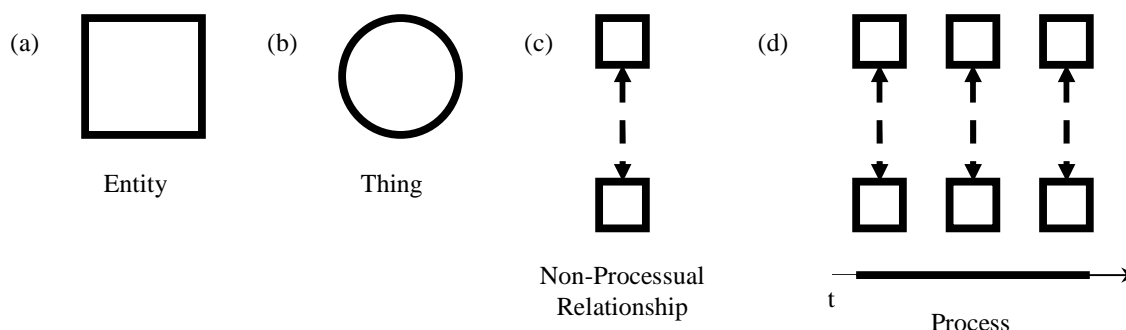 (a)
Entity
(b)
Thing
(c)
Non-Processual
Relationship
(d)
t
Process